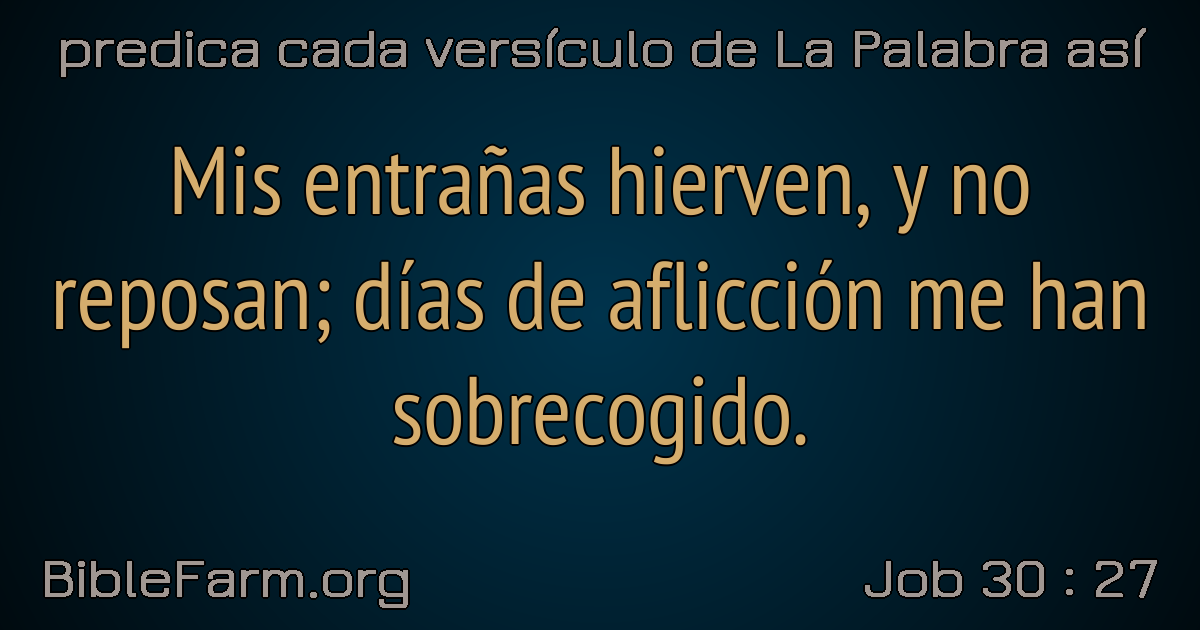 predica cada versículo de La Palabra así
Mis entrañas hierven, y no
reposan; días de aflicción me han
sobrecogido.
BibleFarm.org
Job 30 : 27